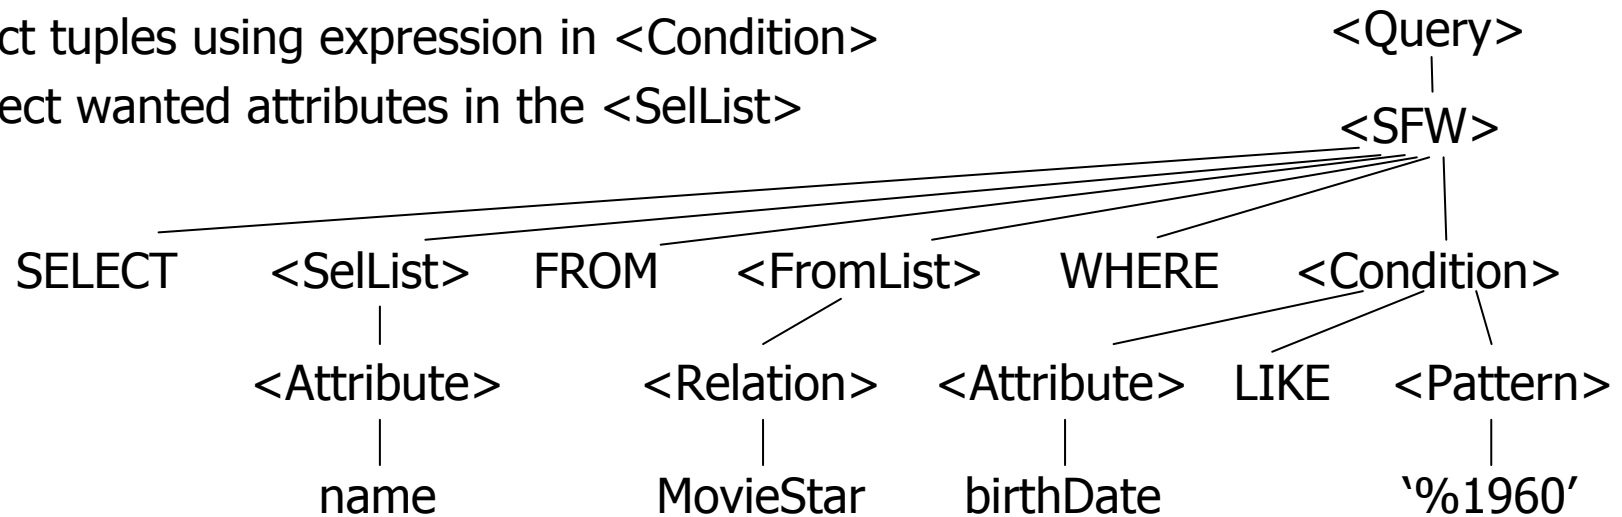 ct tuples using expression in <Condition>
ect wanted attributes in the <SelList>
<Query>
<SFW>
SELECT <SelList> FROM <FromList> WHERE <Condition>
<Attribute> <Relation> <Attribute> LIKE <Pattern>
name MovieStar birthDate ‘%1960’